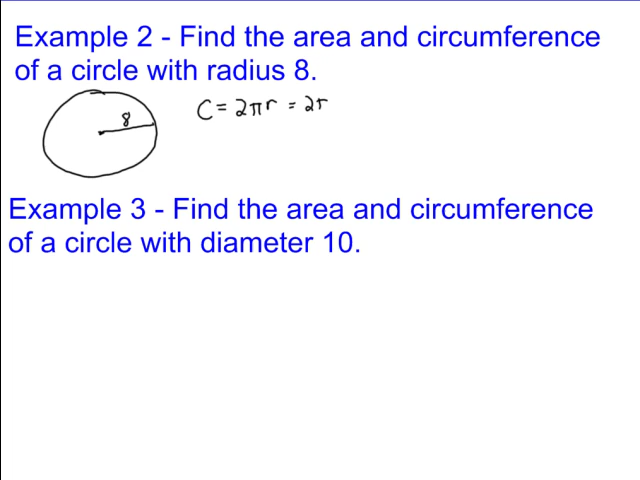 Example 2 - Find the area and circumference
of a circle with radius 8.
8
C = 2πr = 2π
Example 3 - Find the area and circumference
of a circle with diameter 10.